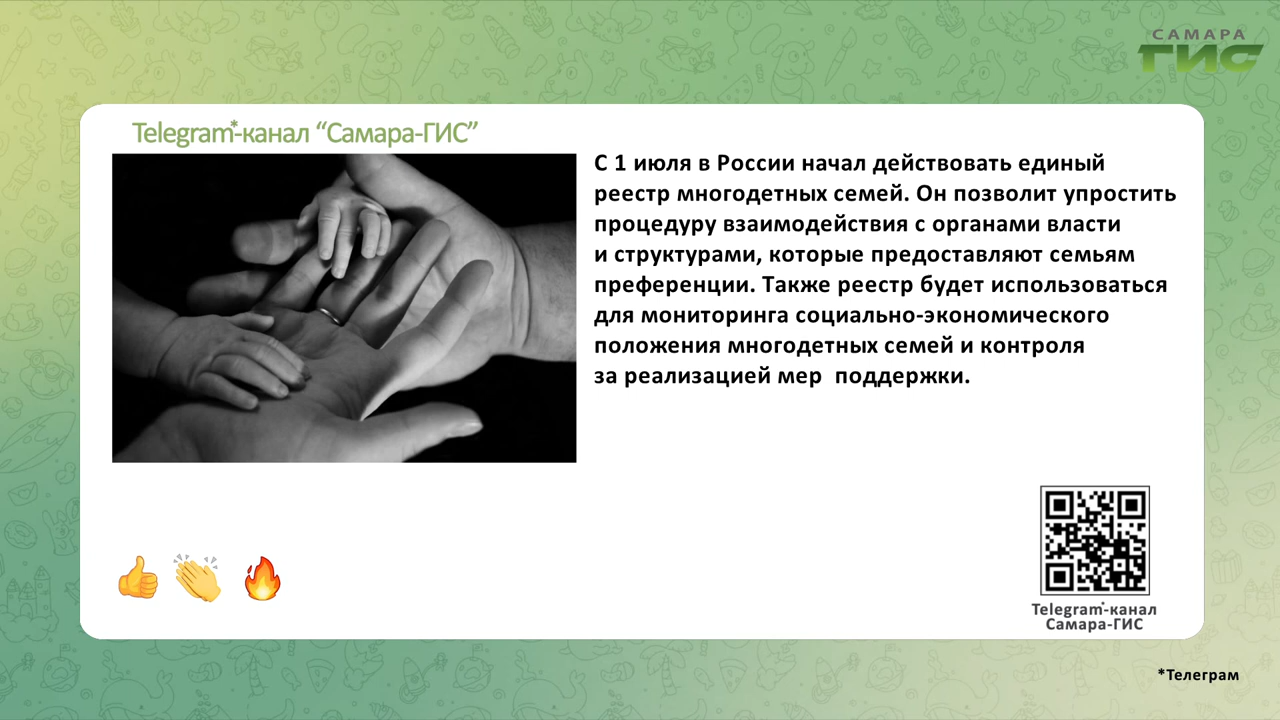 САМАРА
ГИС
Telegram*-канал “Самара-ГИС”
С 1 июля в России начал действовать единый
реестр многодетных семей. Он позволит упростить
процедуру взаимодействия с органами власти
и структурами, которые предоставляют семьям
преференции. Также реестр будет использоваться
для мониторинга социально-экономического
положения многодетных семей и контроля
за реализацией мер  поддержки.
Telegram*-канал
Самара-ГИС
*Телеграм